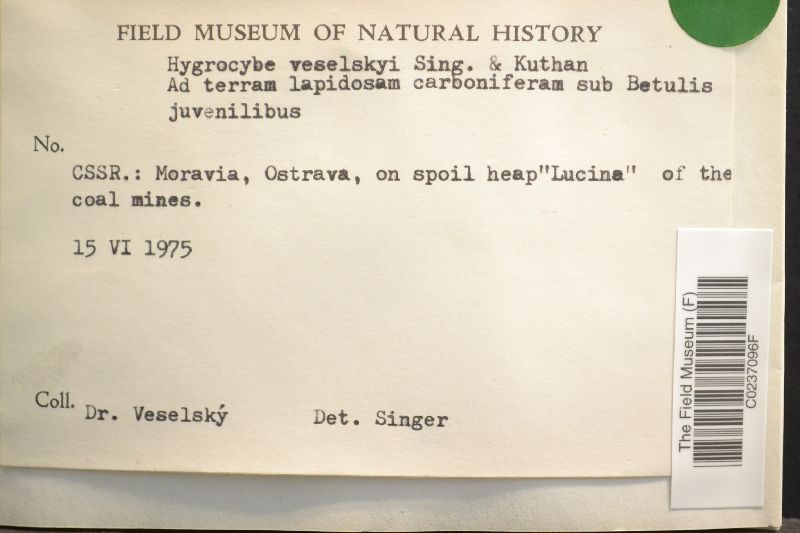 FIELD MUSEUM OF NATURAL HISTORY
Hygrocybe veselskyi Sing. & Kuthan
Ad terram lapidosam carboniferam sub Betulis
juvenilibus
No.
CSSR.: Moravia, Ostrava, on spoil heap"Lucina" of the
coal mines.
15 VI 1975
Coll. Dr. Veselský Det. Singer
The Field Museum (F)
C0237096F